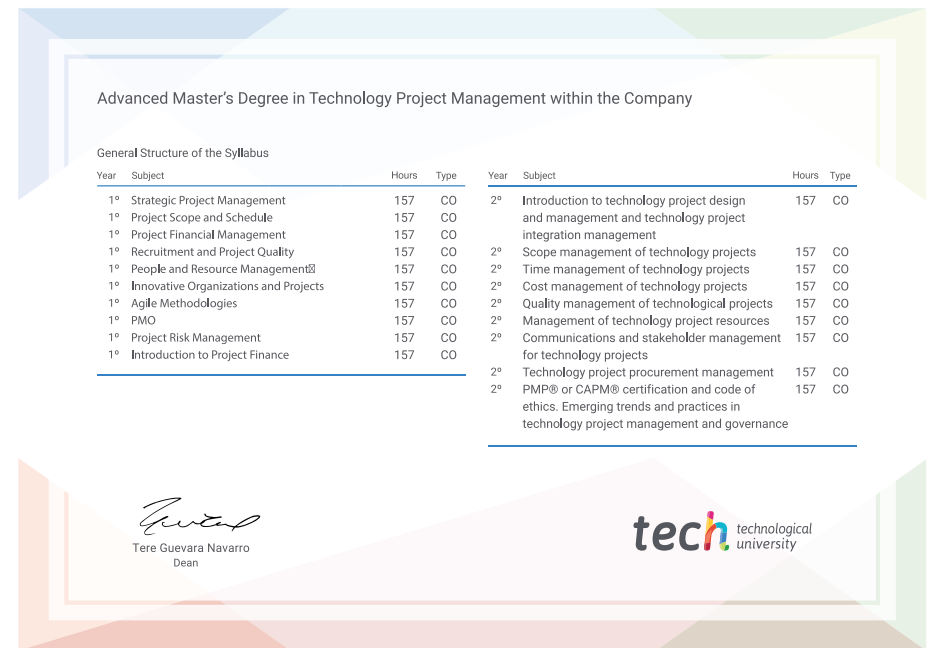 Advanced Master's Degree in Technology Project Management within the Company
General Structure of the Syllabus
Year Subject Hours Type
1º Strategic Project Management 157 CO
1º Project Scope and Schedule 157 CO
1º Project Financial Management 157 CO
1º Recruitment and Project Quality 157 CO
1º People and Resource Management 157 CO
1º Innovative Organizations and Projects 157 CO
1º Agile Methodologies 157 CO
1º PMO 157 CO
1º Project Risk Management 157 CO
1º Introduction to Project Finance 157 CO
Year Subject Hours Type
2º Introduction to technology project design 157 CO
and management and technology project
integration management
2º Scope management of technology projects 157 CO
2º Time management of technology projects 157 CO
2º Cost management of technology projects 157 CO
2º Quality management of technological projects 157 CO
2º Management of technology project resources 157 CO
2º Communications and stakeholder management 157 CO
for technology projects
2º Technology project procurement management 157 CO
2º PMP® or CAPM® certification and code of 157 CO
ethics. Emerging trends and practices in
technology project management and governance
Tere Guevara Navarro
Dean
tech technological
university